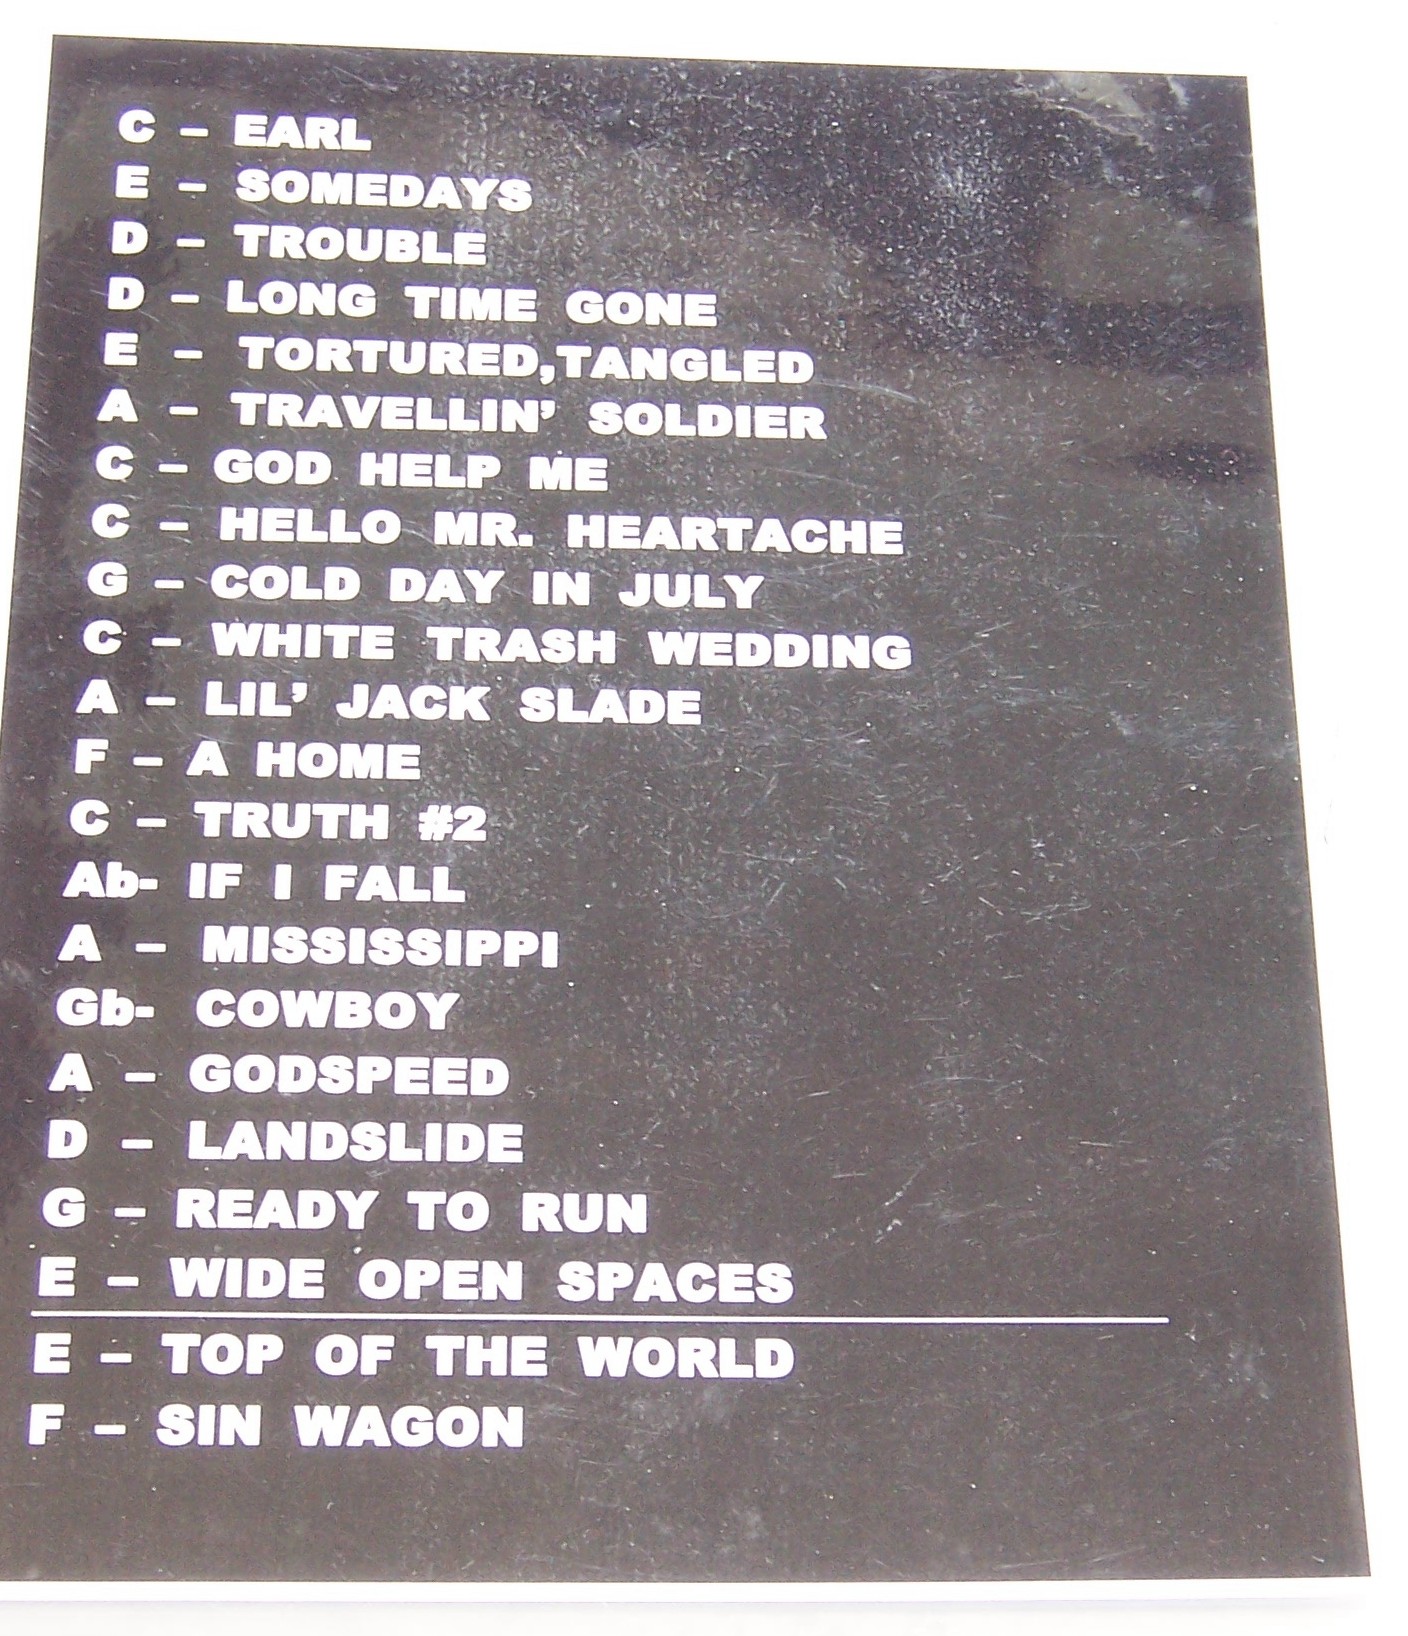 C – EARL
E – SOMEDAYS
D – TROUBLE
D – LONG TIME GONE
E – TORTURED,TANGLED
A – TRAVELLIN’ SOLDIER
C – GOD HELP ME
C – HELLO MR. HEARTACHE
G – COLD DAY IN JULY
C – WHITE TRASH WEDDING
A – LIL’ JACK SLADE
F – A HOME
C – TRUTH #2
Ab- IF I FALL
A – MISSISSIPPI
Gb- COWBOY
A – GODSPEED
D – LANDSLIDE
G – READY TO RUN
E – WIDE OPEN SPACES
E – TOP OF THE WORLD
F – SIN WAGON